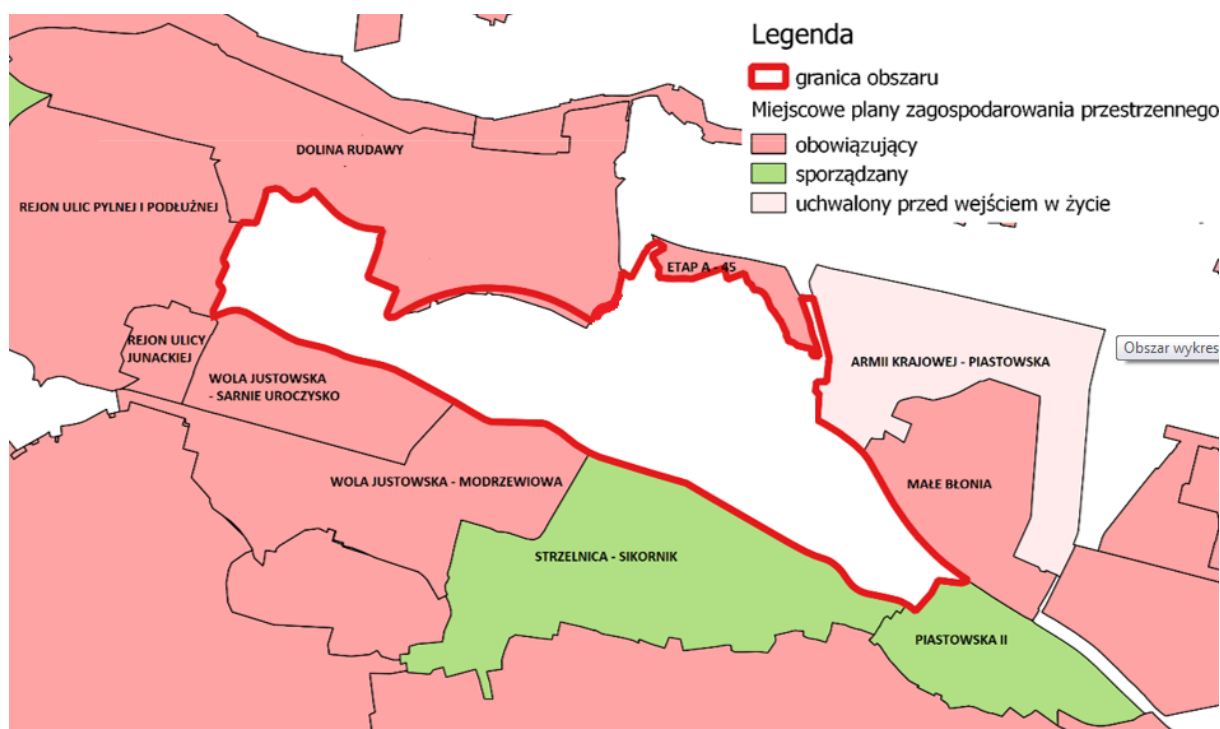 Legenda
granica obszaru
Miejscowe plany zagospodarowania przestrzennego
obowiązujący
sporządzany
uchwalony przed wejściem w życie
DOLINA RUDAWY
REJON ULIC PYLNEJ I PODŁUŻNEJ
ETAP A - 45
REJON ULICY
JUNACKIEJ
Obszar wykres
ARMII KRAJOWEJ - PIASTOWSKA
WOLA JUSTOWSKA
- SARNIE UROCZYSKO
WOLA JUSTOWSKA - MODRZEWIOWA
MAŁE BŁONIA
STRZELNICA - SIKORNIK
PIASTOWSKA II